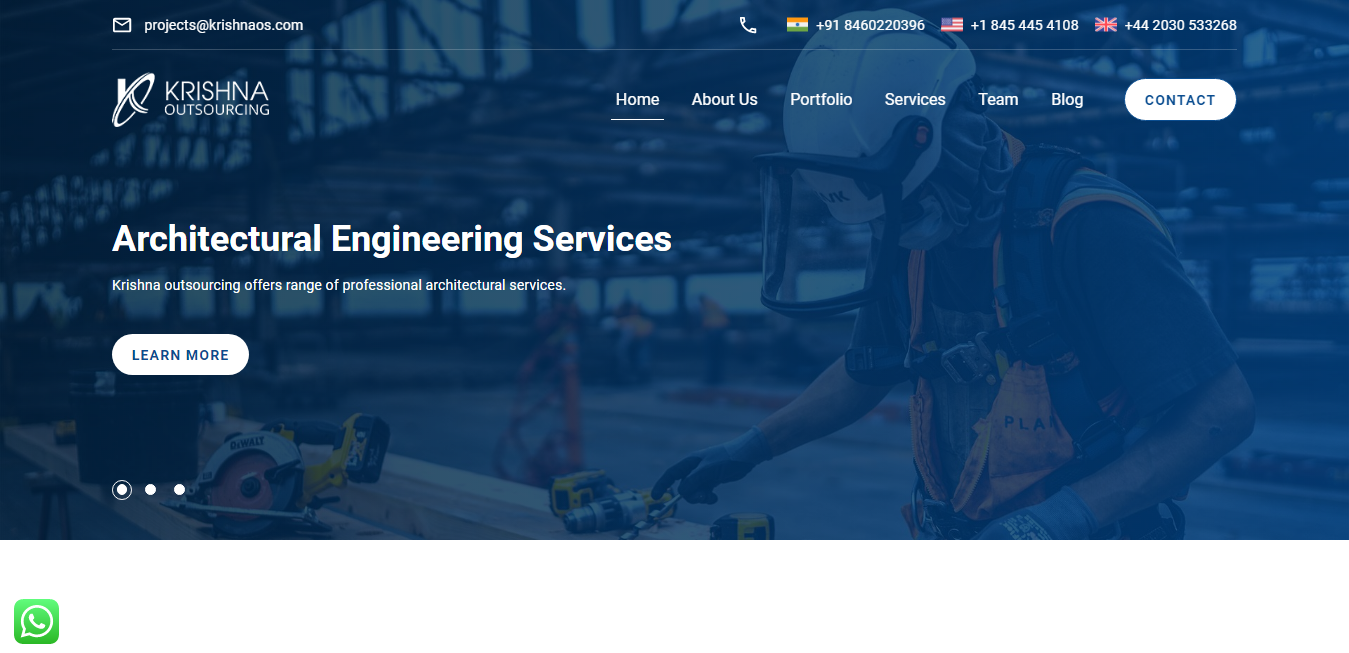 projects@krishnaos.com
+91 8460220396
+1 845 445 4108
+44 2030 533268
KRISHNA
OUTSOURCING
Home
About Us
Portfolio
Services
Team
Blog
CONTACT
Architectural Engineering Services
Krishna outsourcing offers range of professional architectural services.
LEARN MORE
DEWALT